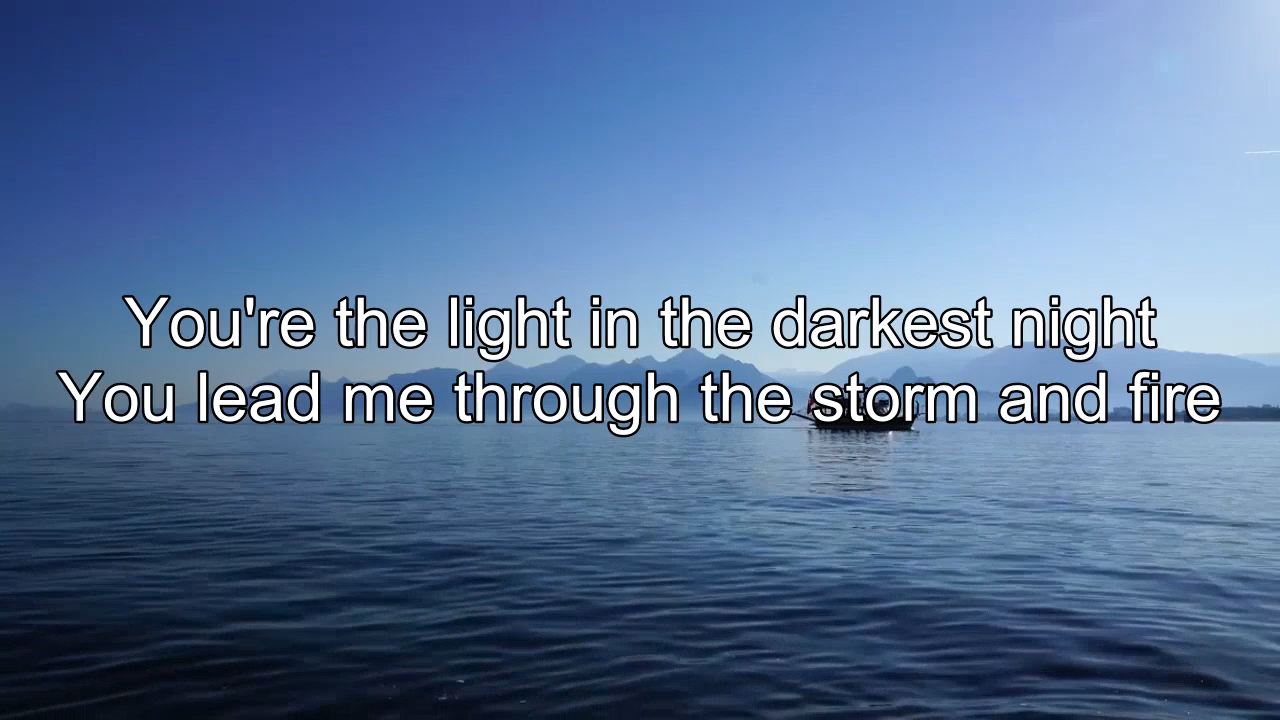 You're the light in the darkest night
You lead me through the storm and fire